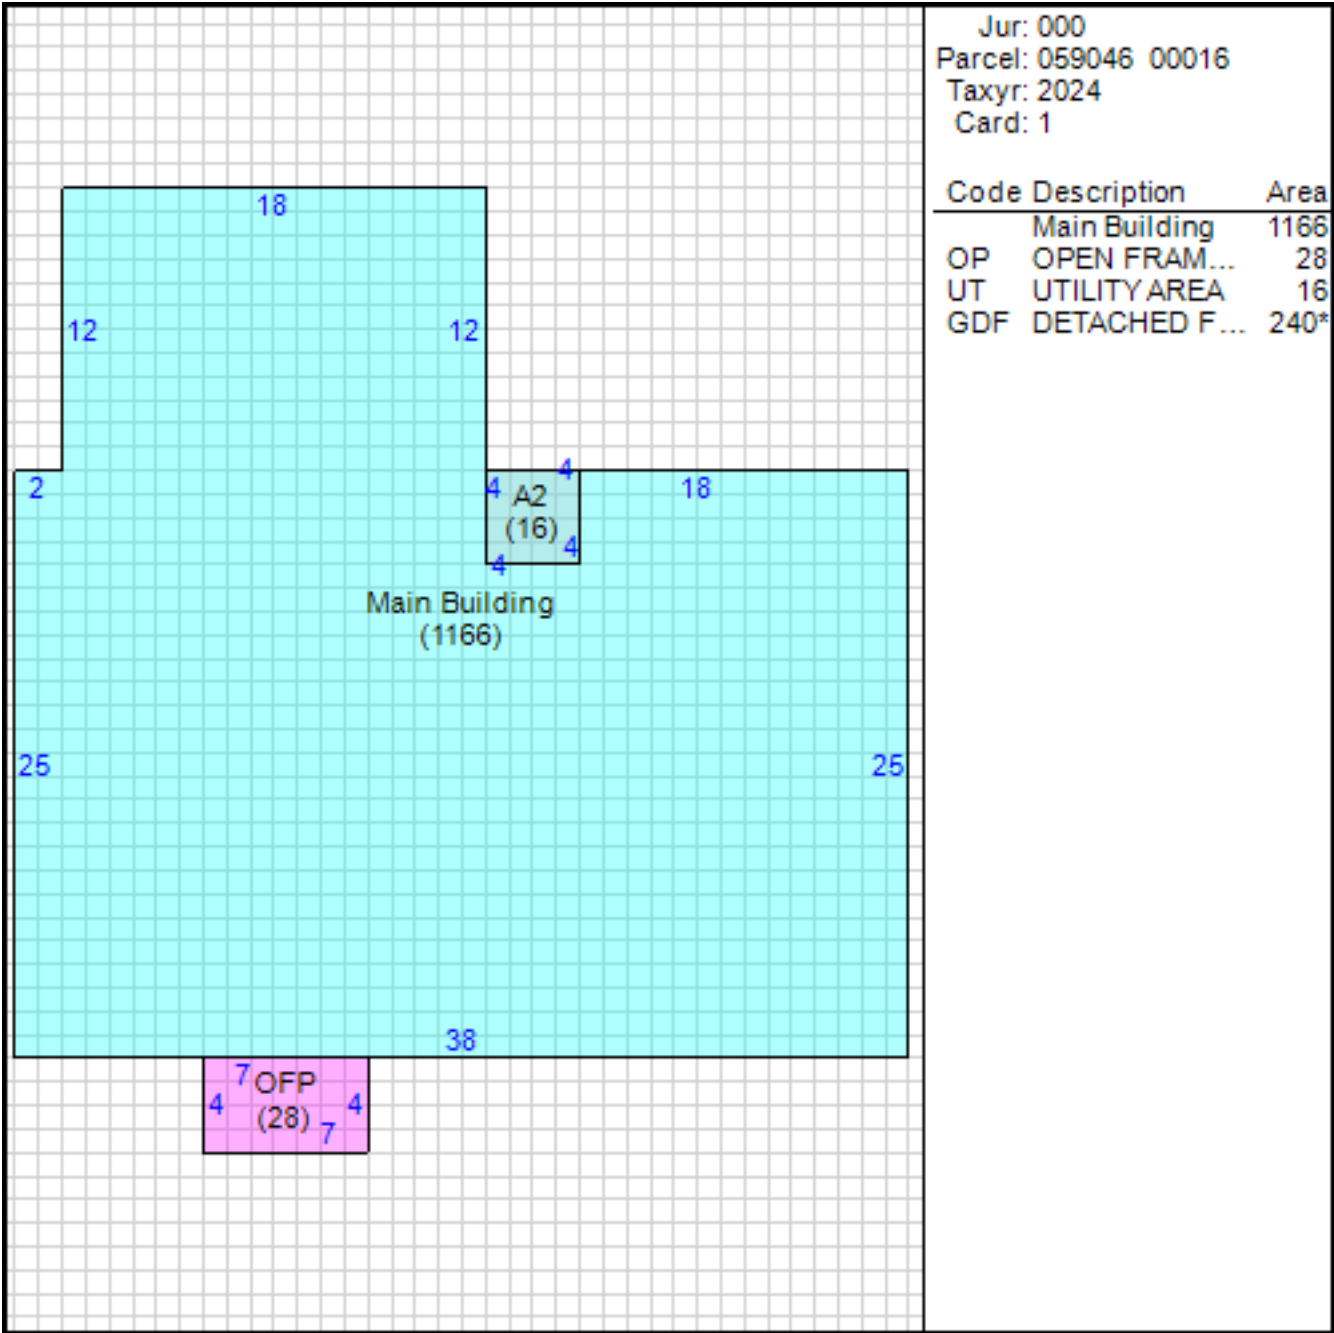 Jur: 000
Parcel: 059046 00016
Taxyr: 2024
Card: 1
Code Description Area
Main Building 1166
OP OPEN FRAM... 28
UT UTILITY AREA 16
GDF DETACHED F... 240*
18
12 12
2
4
4
A2
(16)
4
4
18
Main Building
(1166)
25 25
38
7
OFP
4 4
(28)
7